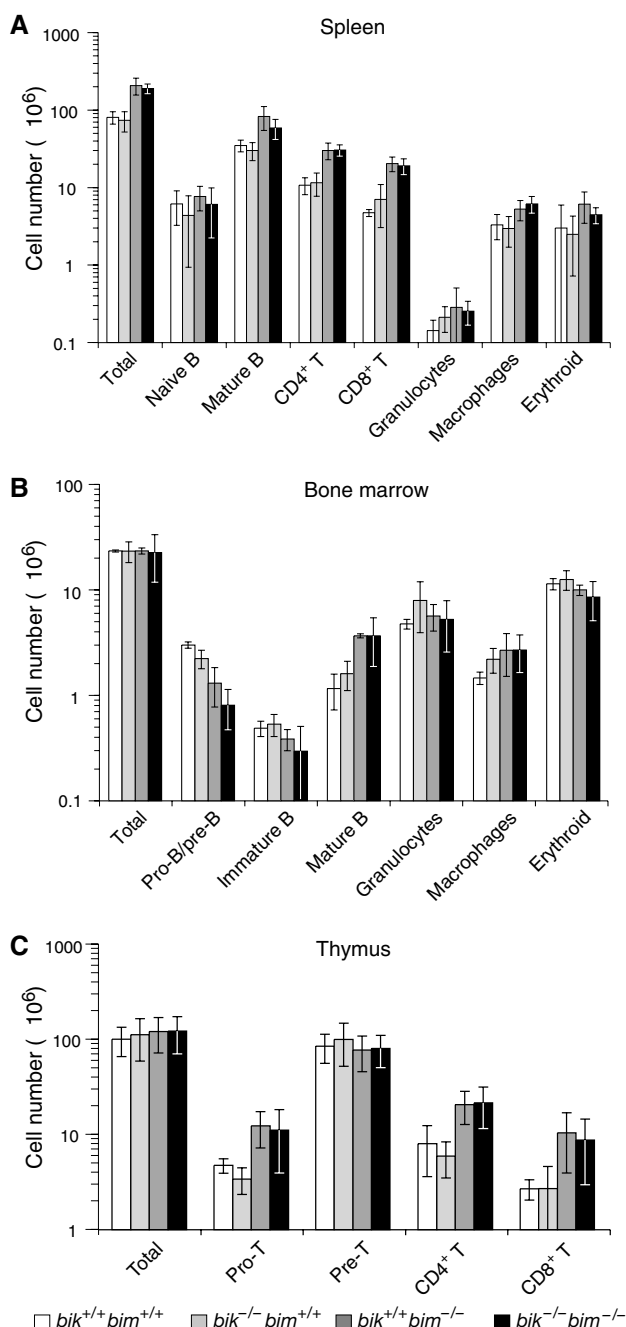 A
Spleen
Cell number ( 10⁶)
1000
100
10
1
0.1
Total
Naive B
Mature B
CD4⁺ T
CD8⁺ T
Granulocytes
Macrophages
Erythroid
B
Bone marrow
Cell number ( 10⁶)
100
10
1
0.1
Total
Pro-B/pre-B
Immature B
Mature B
Granulocytes
Macrophages
Erythroid
C
Thymus
Cell number ( 10⁶)
1000
100
10
1
Total
Pro-T
Pre-T
CD4⁺ T
CD8⁺ T
bik⁺/⁺ bim⁺/⁺ bik⁻/⁻ bim⁺/⁺ bik⁺/⁺ bim⁻/⁻ bik⁻/⁻ bim⁻/⁻